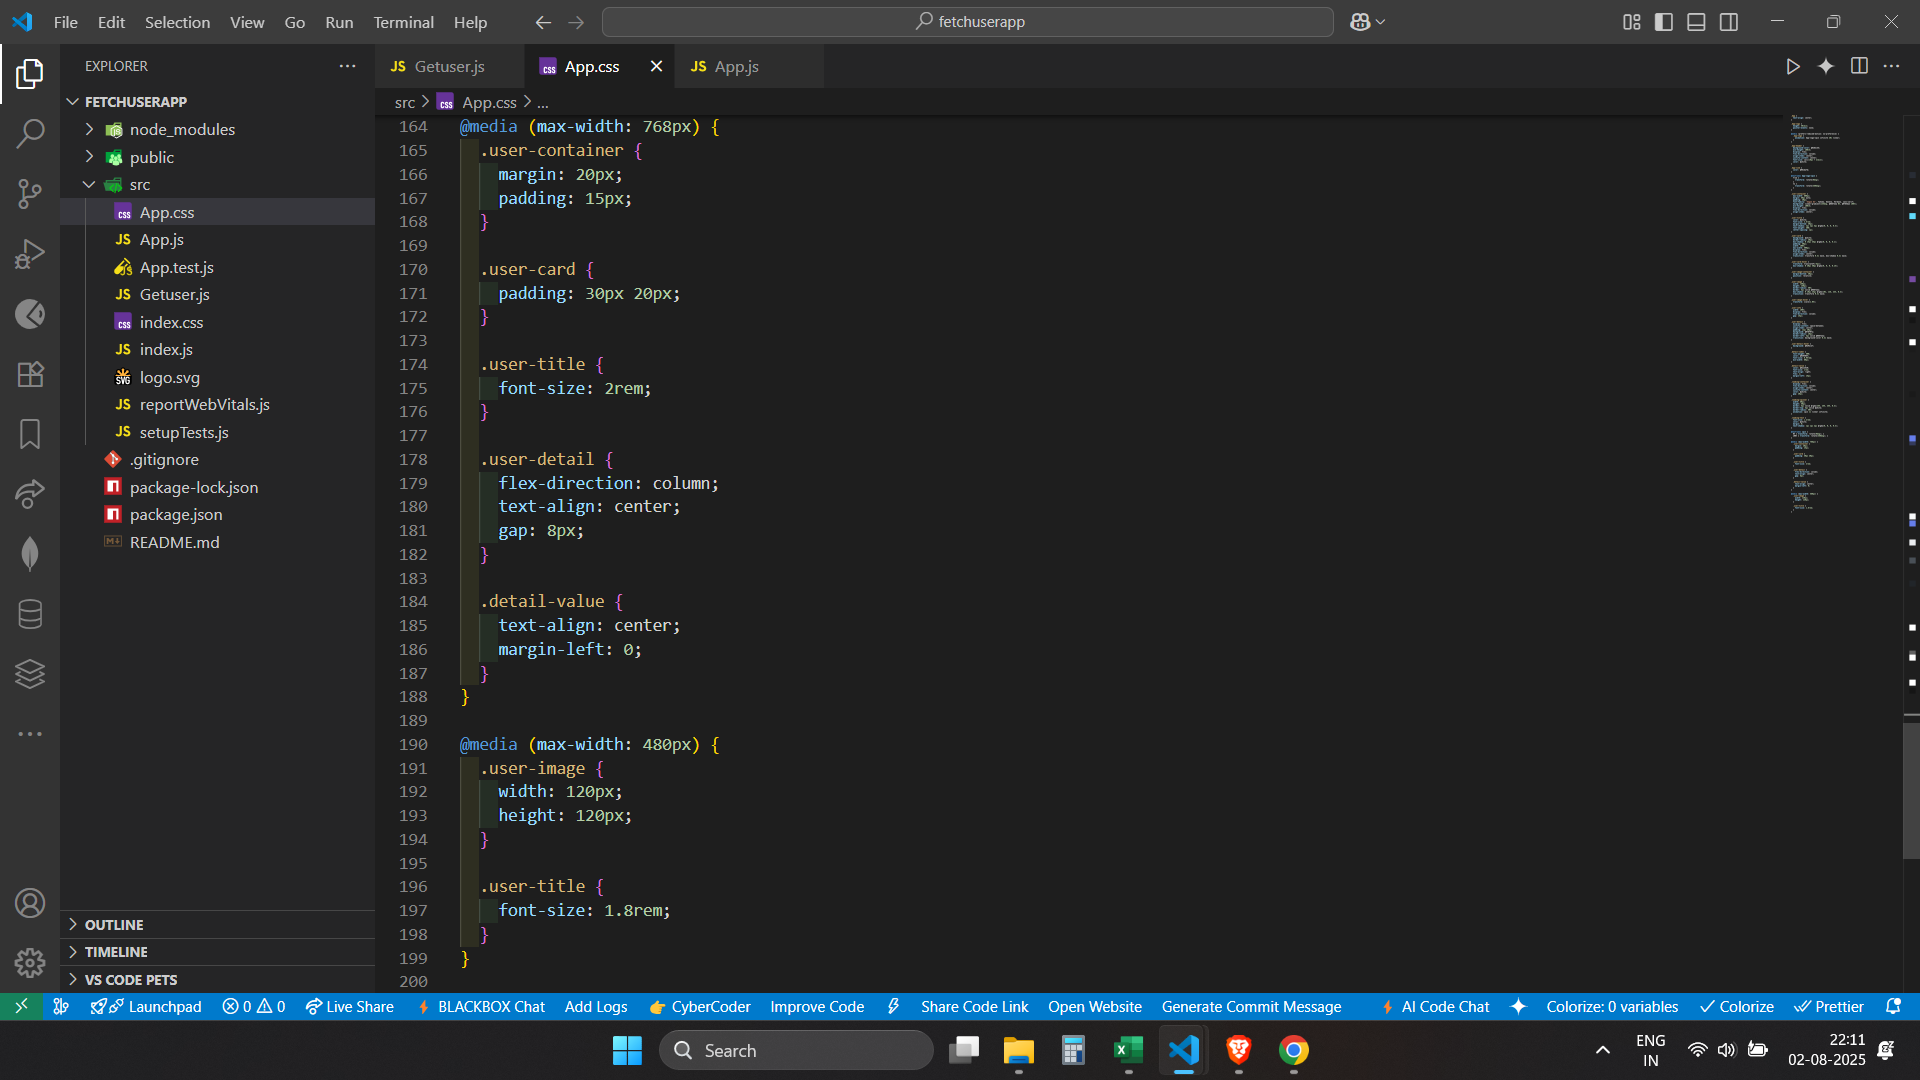 File Edit Selection View Go Run Terminal Help
fetchuserapp
EXPLORER
FETCHUSERAPP
node_modules
public
src
App.css
App.js
App.test.js
Getuser.js
index.css
index.js
logo.svg
reportWebVitals.js
setupTests.js
.gitignore
package-lock.json
package.json
README.md
OUTLINE
TIMELINE
VS CODE PETS
JS Getuser.js
css App.css
JS App.js
src > App.css > ...
164 @media (max-width: 768px) {
165 .user-container {
166 margin: 20px;
167 padding: 15px;
168 }
169
170 .user-card {
171 padding: 30px 20px;
172 }
173
174 .user-title {
175 font-size: 2rem;
176 }
177
178 .user-detail {
179 flex-direction: column;
180 text-align: center;
181 gap: 8px;
182 }
183
184 .detail-value {
185 text-align: center;
186 margin-left: 0;
187 }
188 }
189
190 @media (max-width: 480px) {
191 .user-image {
192 width: 120px;
193 height: 120px;
194 }
195
196 .user-title {
197 font-size: 1.8rem;
198 }
199 }
200
Launchpad 0 0 Live Share BLACKBOX Chat Add Logs CyberCoder Improve Code Share Code Link Open Website Generate Commit Message AI Code Chat Colorize: 0 variables Colorize Prettier
Search
ENG
IN
22:11
02-08-2025